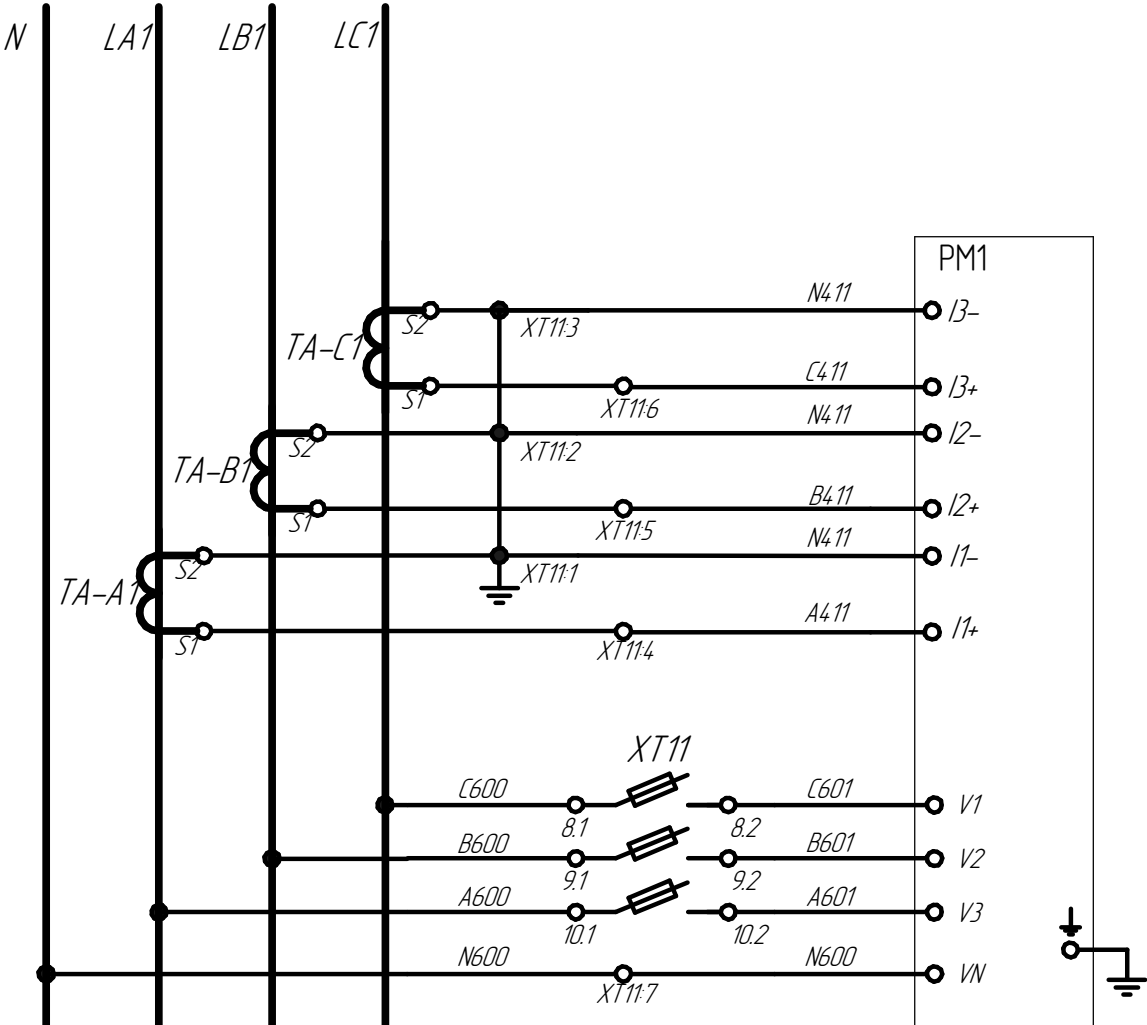 N LA1 LB1 LC1
PM1
N411
S2 XT11:3 I3-
TA-C1
C411
S1 XT11:6 I3+
N411
S2 XT11:2 I2-
TA-B1
B411
S1 XT11:5 I2+
N411
S2 XT11:1 I1-
TA-A1
A411
S1 XT11:4 I1+
XT11
C600 C601
8.1 8.2 V1
B600 B601
9.1 9.2 V2
A600 A601
10.1 10.2 V3
N600 N600
XT11:7 VN